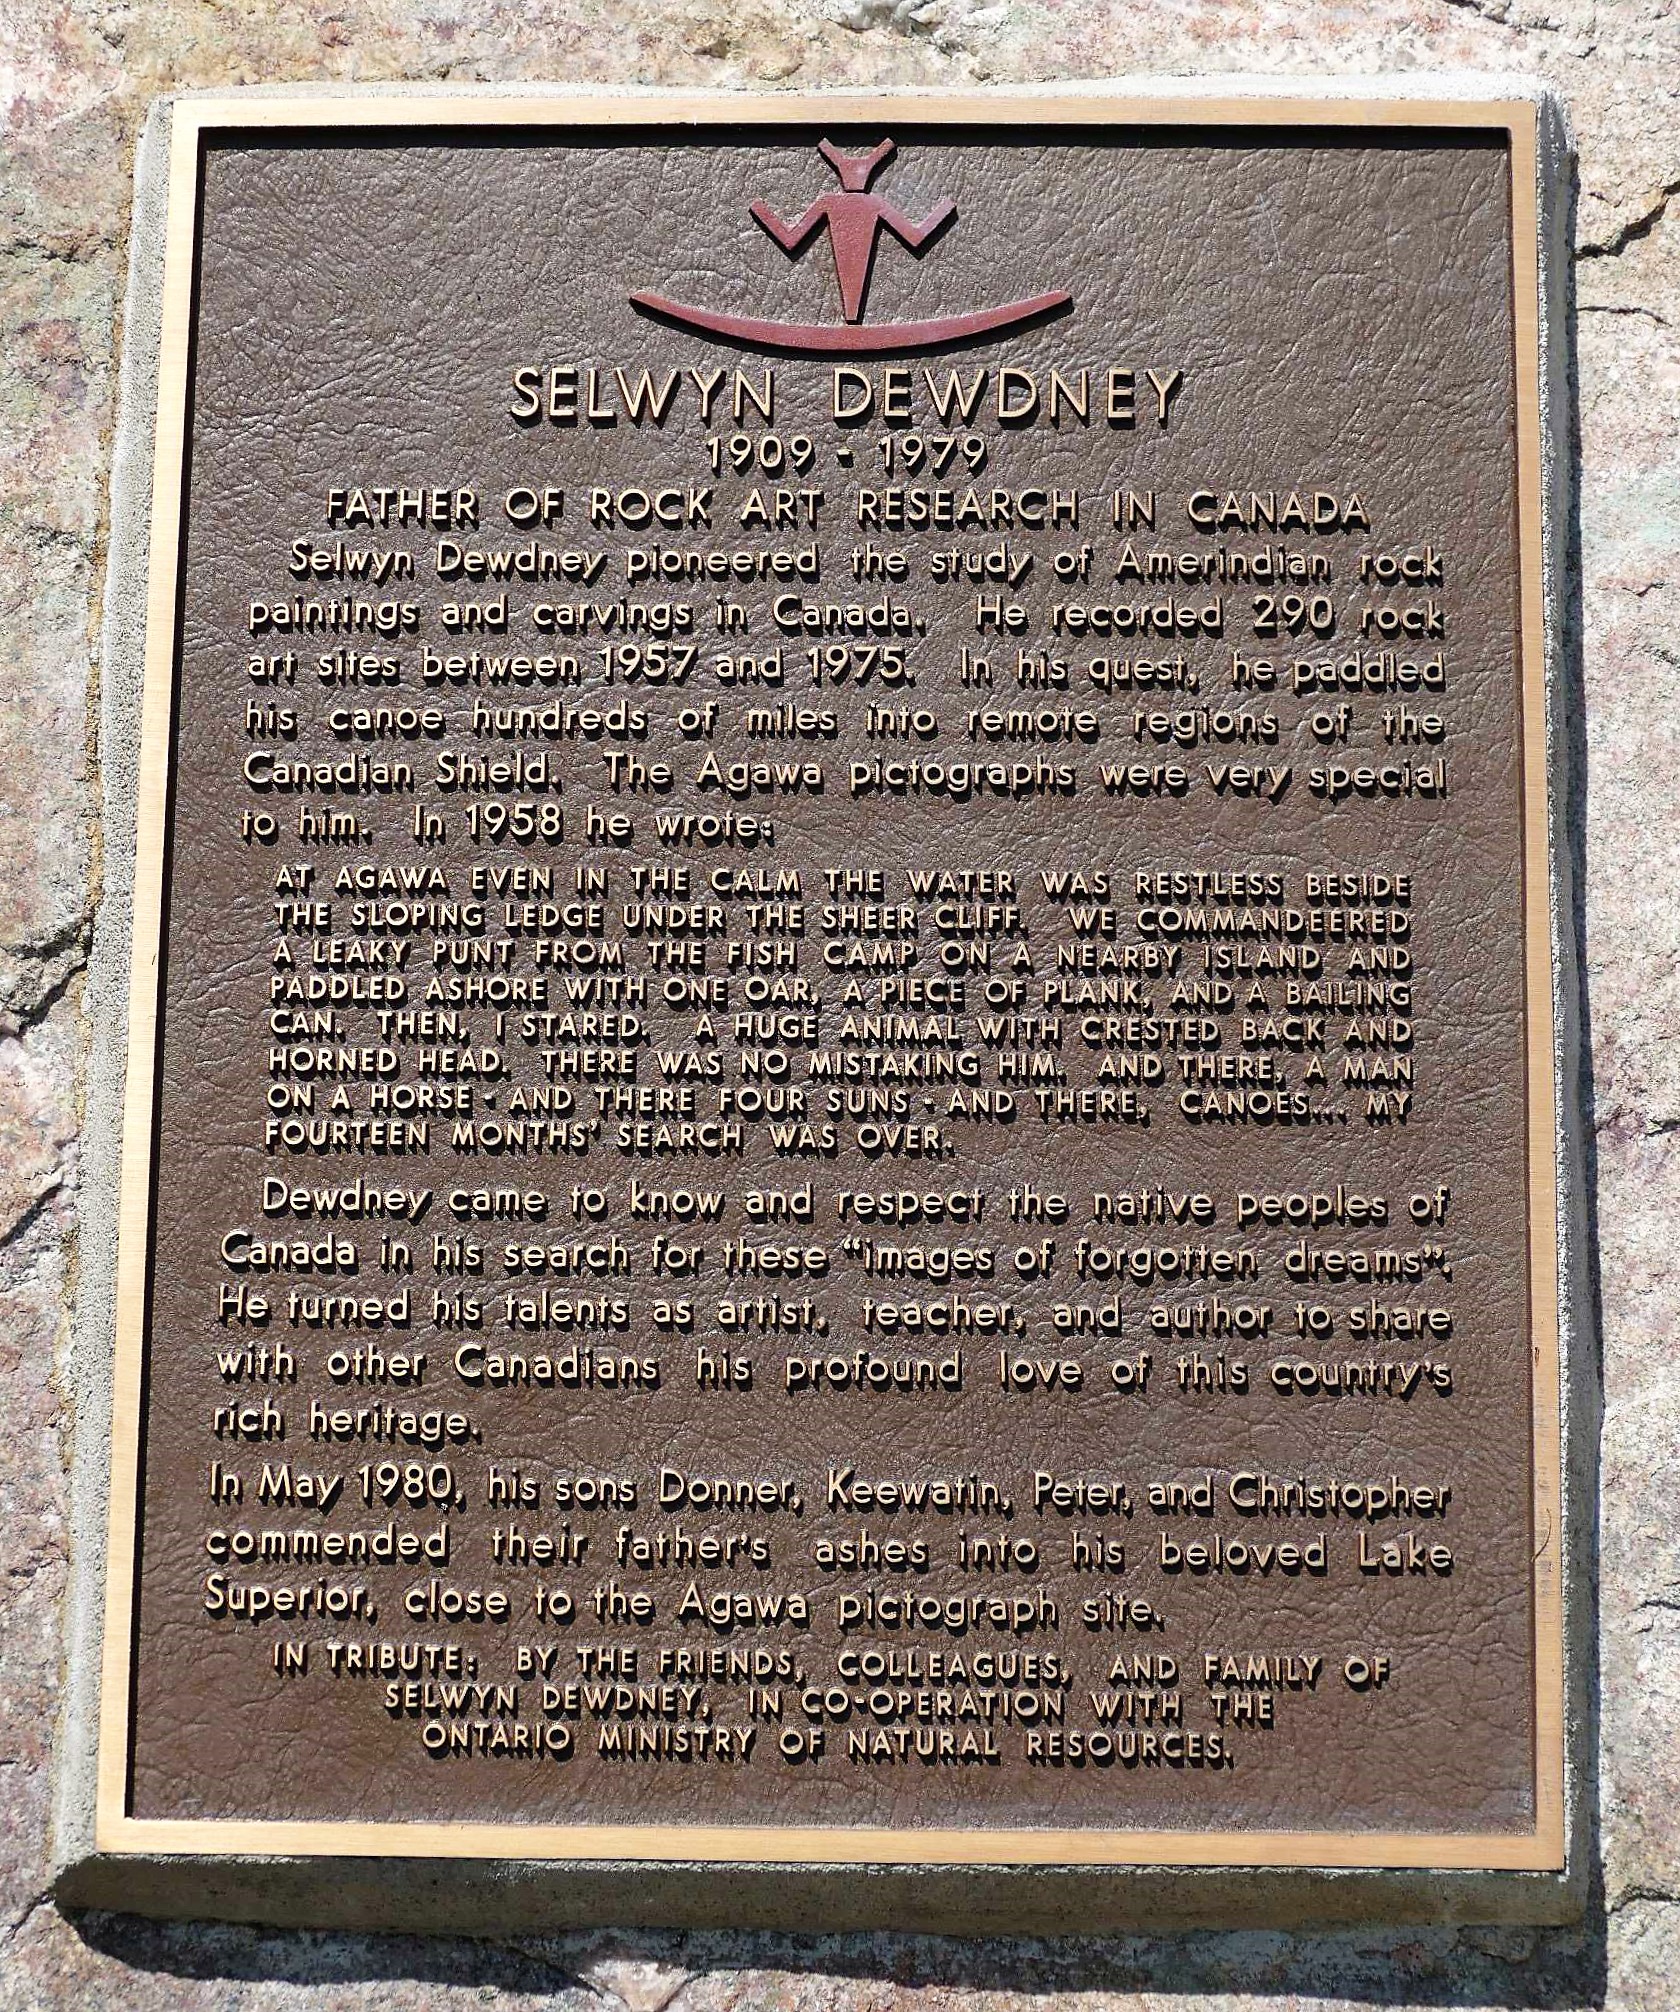 SELWYN DEWDNEY
1909 - 1979
FATHER OF ROCK ART RESEARCH IN CANADA
Selwyn Dewdney pioneered the study of Amerindian rock
paintings and carvings in Canada. He recorded 290 rock
art sites between 1957 and 1975. In his quest, he paddled
his canoe hundreds of miles into remote regions of the
Canadian Shield. The Agawa pictographs were very special
to him. In 1958 he wrote:
AT AGAWA EVEN IN THE CALM THE WATER WAS RESTLESS BESIDE
THE SLOPING LEDGE UNDER THE SHEER CLIFF. WE COMMANDEERED
A LEAKY PUNT FROM THE FISH CAMP ON A NEARBY ISLAND AND
PADDLED ASHORE WITH ONE OAR, A PIECE OF PLANK, AND A BAILING
CAN. THEN, I STARED. A HUGE ANIMAL WITH CRESTED BACK AND
HORNED HEAD. THERE WAS NO MISTAKING HIM. AND THERE, A MAN
ON A HORSE - AND THERE FOUR SUNS - AND THERE, CANOES... MY
FOURTEEN MONTHS' SEARCH WAS OVER.
Dewdney came to know and respect the native peoples of
Canada in his search for these "images of forgotten dreams".
He turned his talents as artist, teacher, and author to share
with other Canadians his profound love of this country's
rich heritage.
In May 1980, his sons Donner, Keewatin, Peter, and Christopher
commended their father's ashes into his beloved Lake
Superior, close to the Agawa pictograph site.
IN TRIBUTE: BY THE FRIENDS, COLLEAGUES, AND FAMILY OF
SELWYN DEWDNEY, IN CO-OPERATION WITH THE
ONTARIO MINISTRY OF NATURAL RESOURCES.